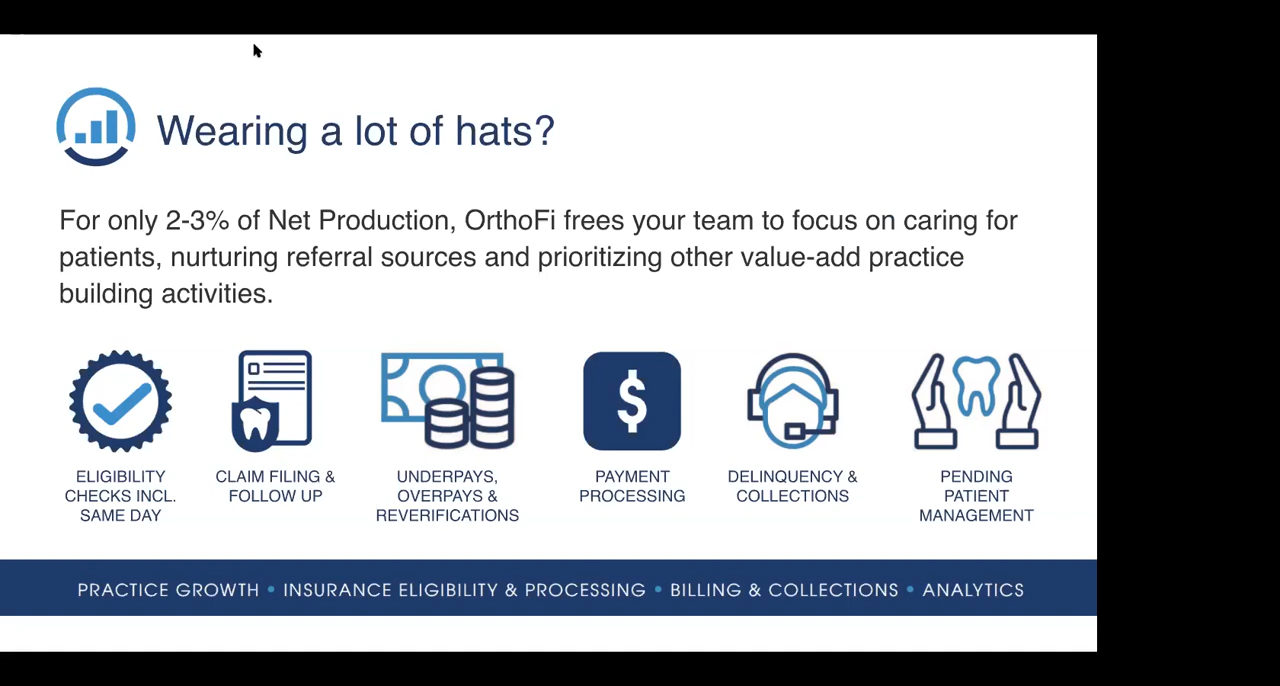 Wearing a lot of hats?
For only 2-3% of Net Production, OrthoFi frees your team to focus on caring for
patients, nurturing referral sources and prioritizing other value-add practice
building activities.
ELIGIBILITY
CHECKS INCL.
SAME DAY
CLAIM FILING &
FOLLOW UP
UNDERPAYS,
OVERPAYS &
REVERIFICATIONS
$
PAYMENT
PROCESSING
DELINQUENCY &
COLLECTIONS
PENDING
PATIENT
MANAGEMENT
PRACTICE GROWTH • INSURANCE ELIGIBILITY & PROCESSING • BILLING & COLLECTIONS • ANALYTICS